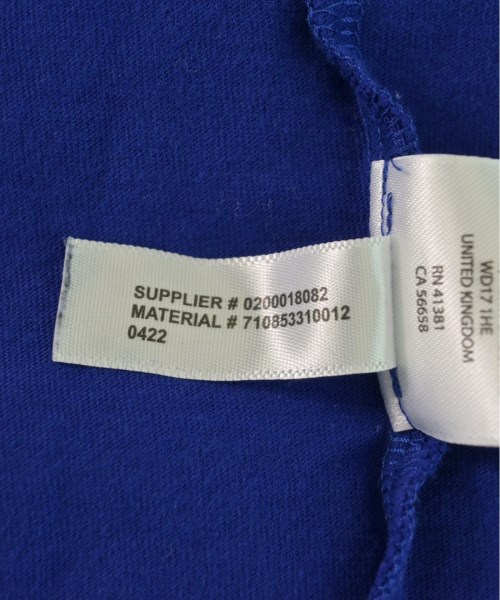 SUPPLIER # 0200018082
MATERIAL # 710853310012
0422
WD17 1HE
UNITED KINGDOM
RN 41381
CA 56658